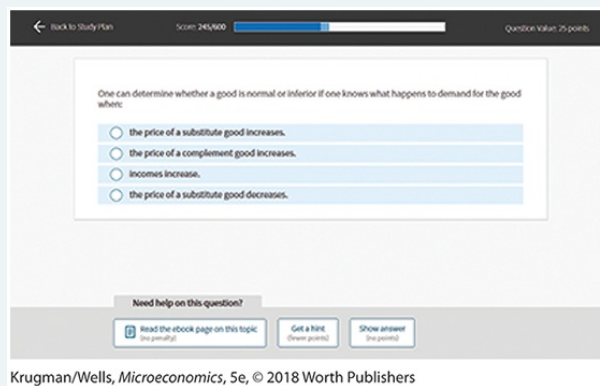 Back to Study Plan Score: 245/600 Question Value: 25 points
One can determine whether a good is normal or inferior if one knows what happens to demand for the good
when:
the price of a substitute good increases.
the price of a complement good increases.
incomes increase.
the price of a substitute good decreases.
Need help on this question?
Read the ebook page on this topic
(no penalty)
Get a hint
(fewer points)
Show answer
(no points)
Krugman/Wells, Microeconomics, 5e, © 2018 Worth Publishers